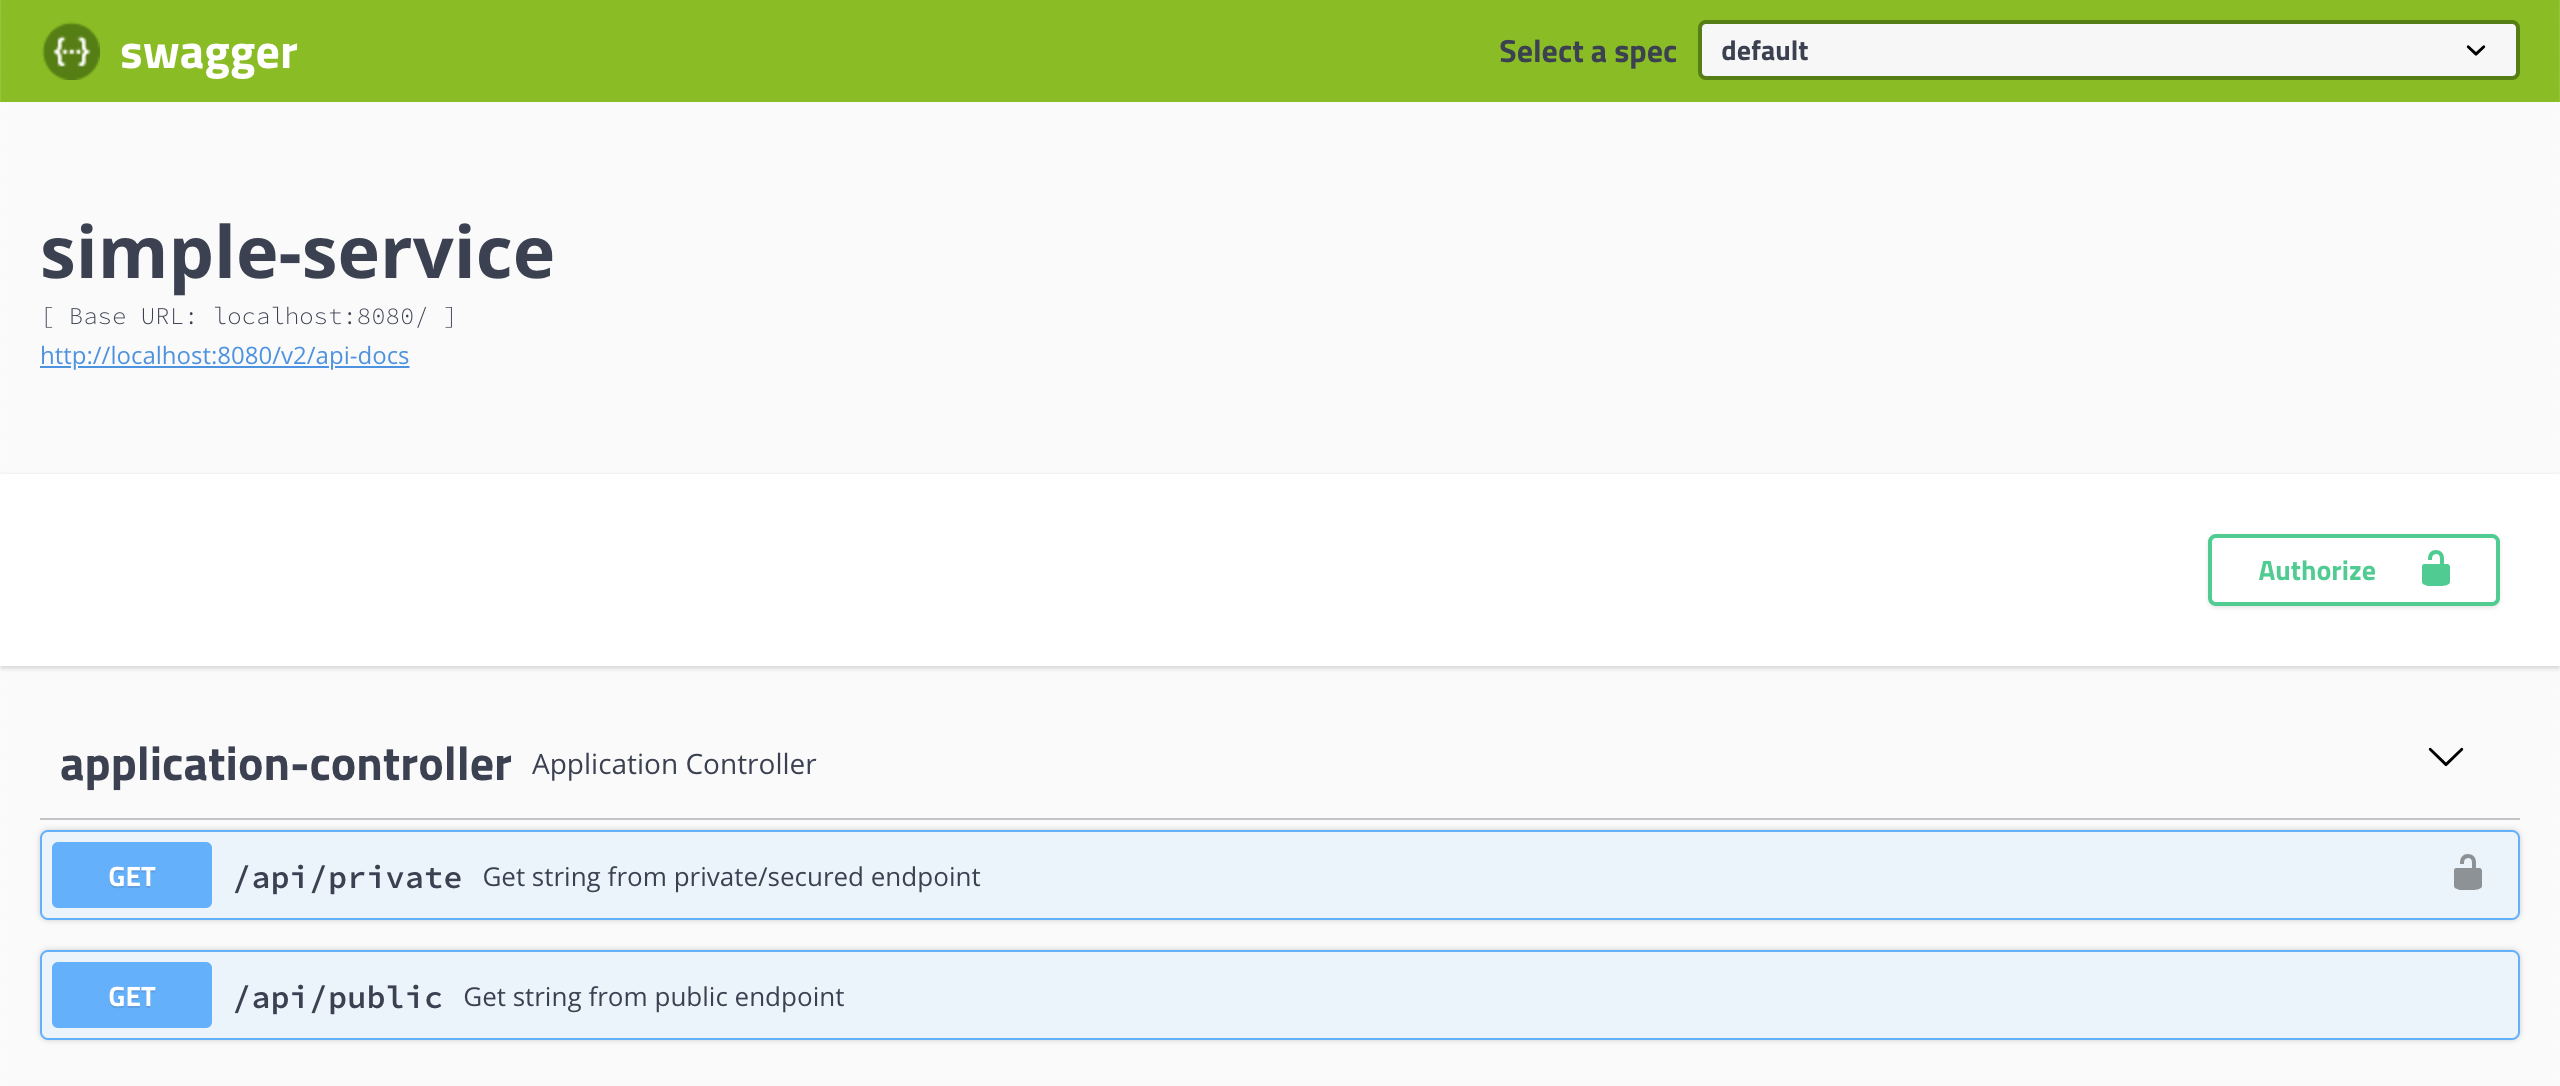 {...} swagger
Select a spec default
simple-service
[ Base URL: localhost:8080/ ]
http://localhost:8080/v2/api-docs
Authorize
application-controller Application Controller
GET /api/private Get string from private/secured endpoint
GET /api/public Get string from public endpoint